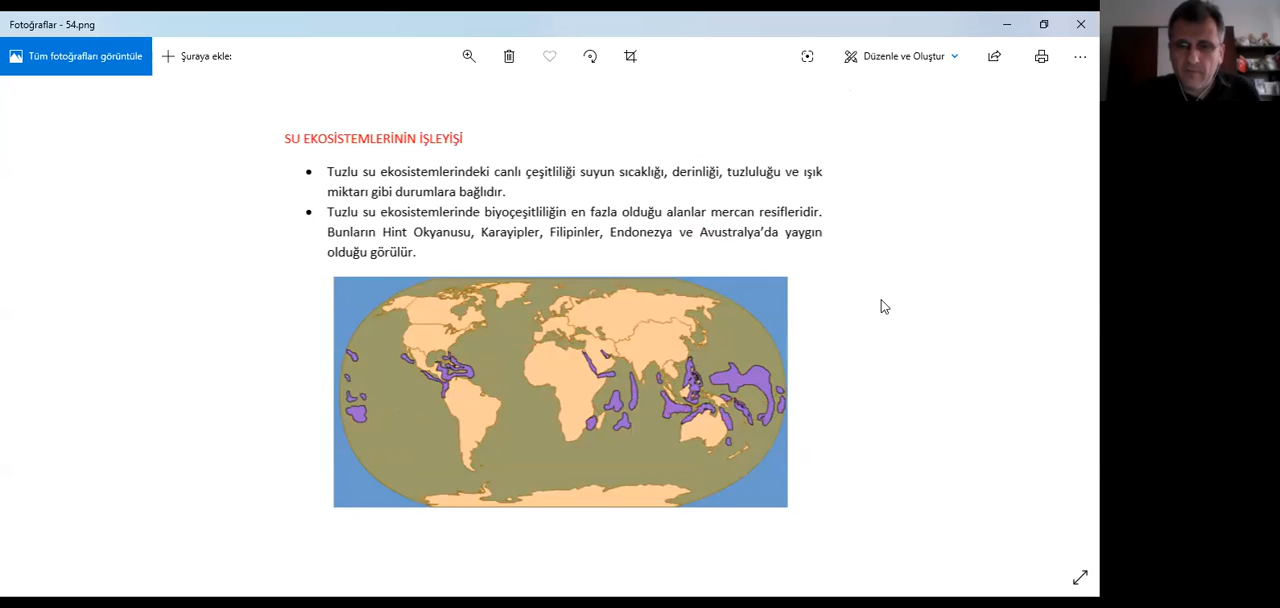 Fotoğraflar - 54.png
Tüm fotoğrafları görüntüle
Şuraya ekle:
Düzenle ve Oluştur
SU EKOSİSTEMLERİNİN İŞLEYİŞİ
Tuzlu su ekosistemlerindeki canlı çeşitliliği suyun sıcaklığı, derinliği, tuzluluğu ve ışık
miktarı gibi durumlara bağlıdır.
Tuzlu su ekosistemlerinde biyoçeşitliliğin en fazla olduğu alanlar mercan resifleridir.
Bunların Hint Okyanusu, Karayipler, Filipinler, Endonezya ve Avustralya’da yaygın
olduğu görülür.